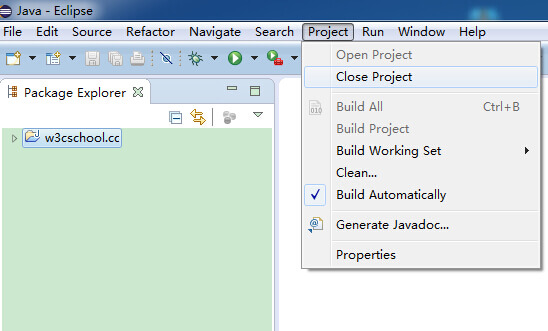 Java - Eclipse
File Edit Source Refactor Navigate Search Project Run Window Help
Package Explorer
w3cschool.cc
Open Project
Close Project
Build All Ctrl+B
Build Project
Build Working Set
Clean...
Build Automatically
Generate Javadoc...
Properties